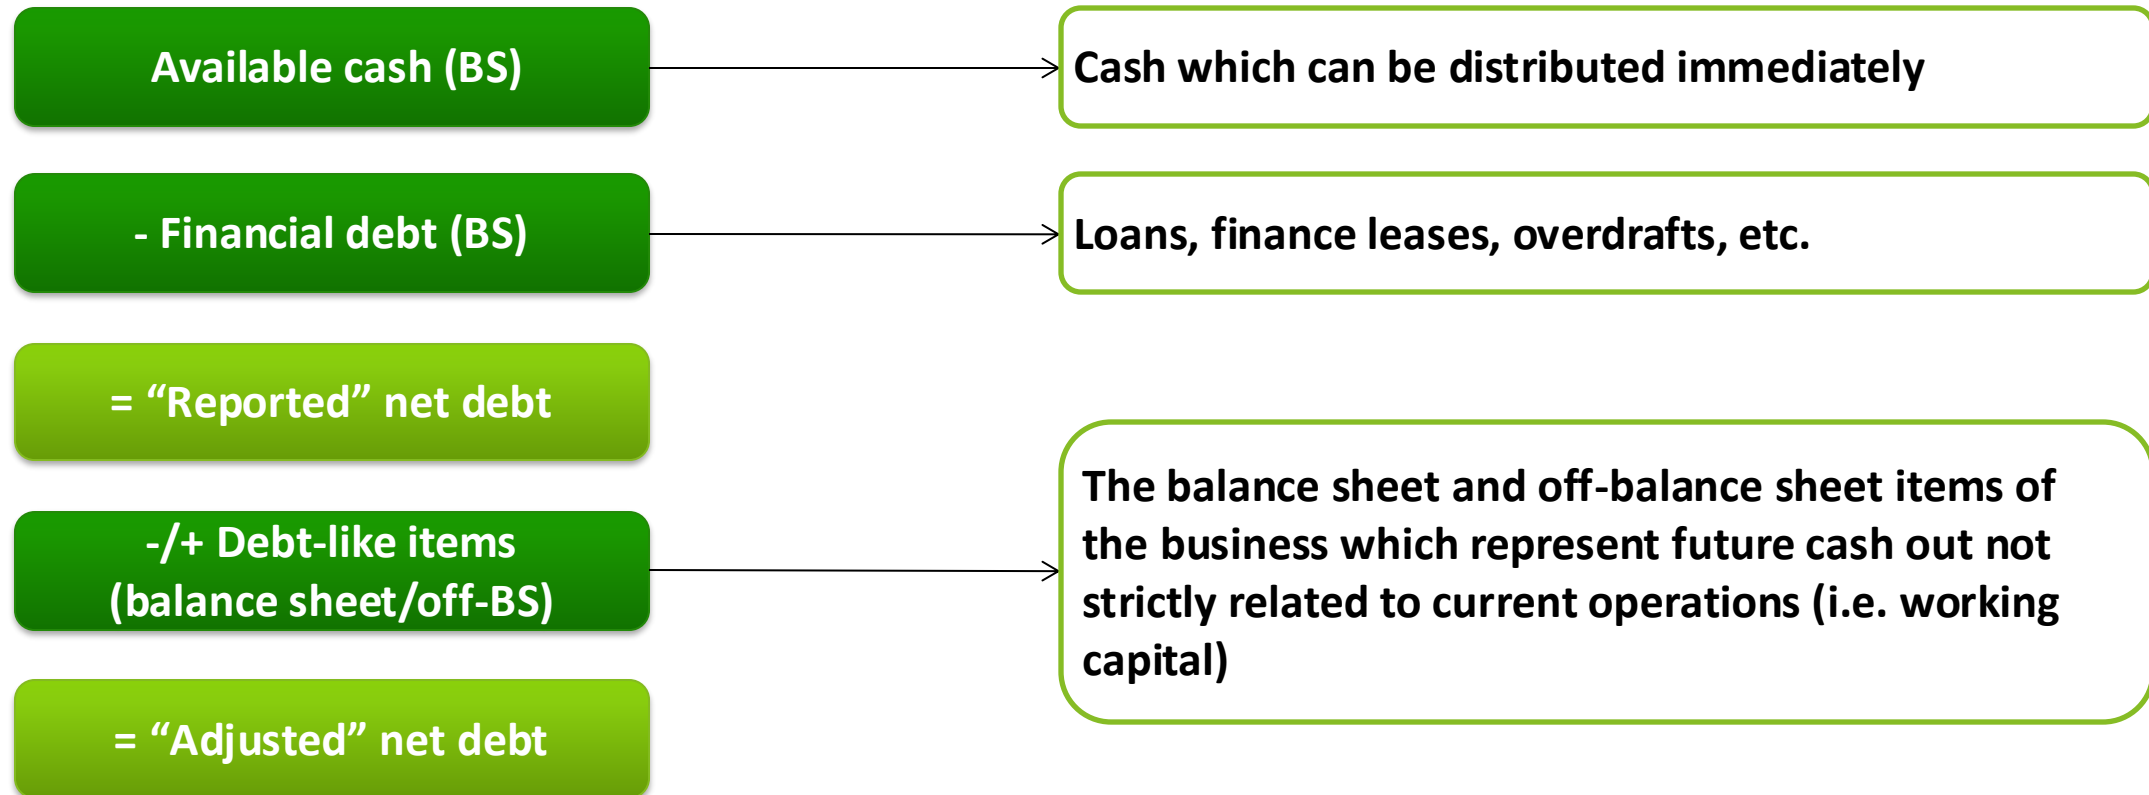 Available cash (BS)
Cash which can be distributed immediately
- Financial debt (BS)
Loans, finance leases, overdrafts, etc.
= “Reported” net debt
-/+ Debt-like items
(balance sheet/off-BS)
The balance sheet and off-balance sheet items of
the business which represent future cash out not
strictly related to current operations (i.e. working
capital)
= “Adjusted” net debt